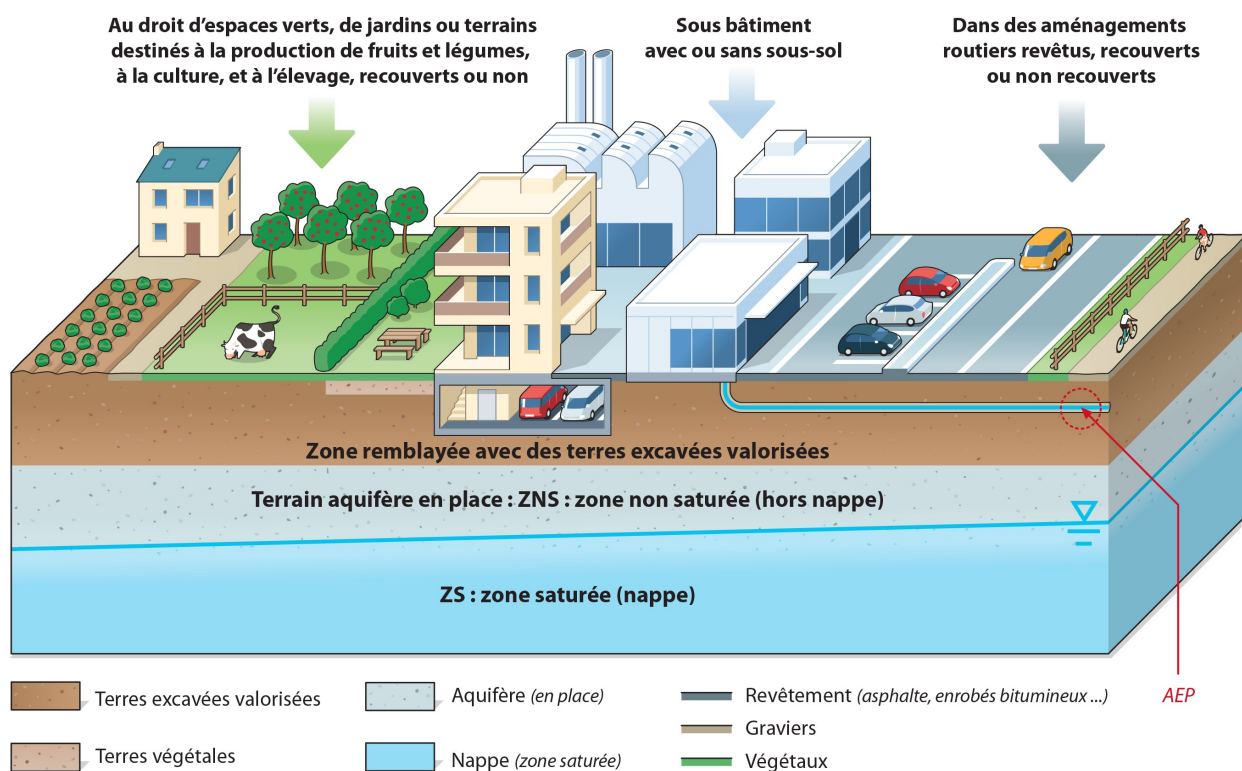 Au droit d’espaces verts, de jardins ou terrains
destinés à la production de fruits et légumes,
à la culture, et à l’élevage, recouverts ou non
Sous bâtiment
avec ou sans sous-sol
Dans des aménagements
routiers revêtus, recouverts
ou non recouverts
Zone remblayée avec des terres excavées valorisées
Terrain aquifère en place : ZNS : zone non saturée (hors nappe)
ZS : zone saturée (nappe)
Terres excavées valorisées
Terres végétales
Aquifère (en place)
Nappe (zone saturée)
Revêtement (asphalte, enrobés bitumineux ...)
Graviers
Végétaux
AEP